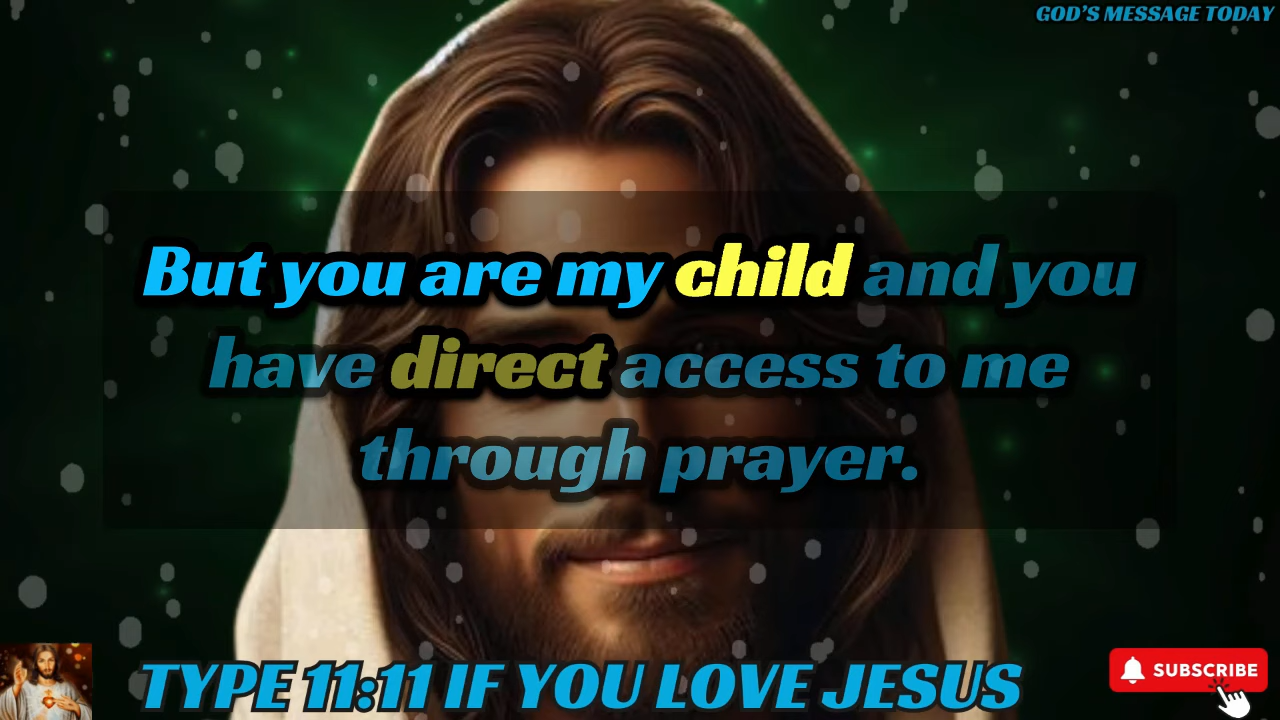 GOD'S MESSAGE TODAY
But you are my child and you
have direct access to me
through prayer.
TYPE 11:11 IF YOU LOVE JESUS
SUBSCRIBE